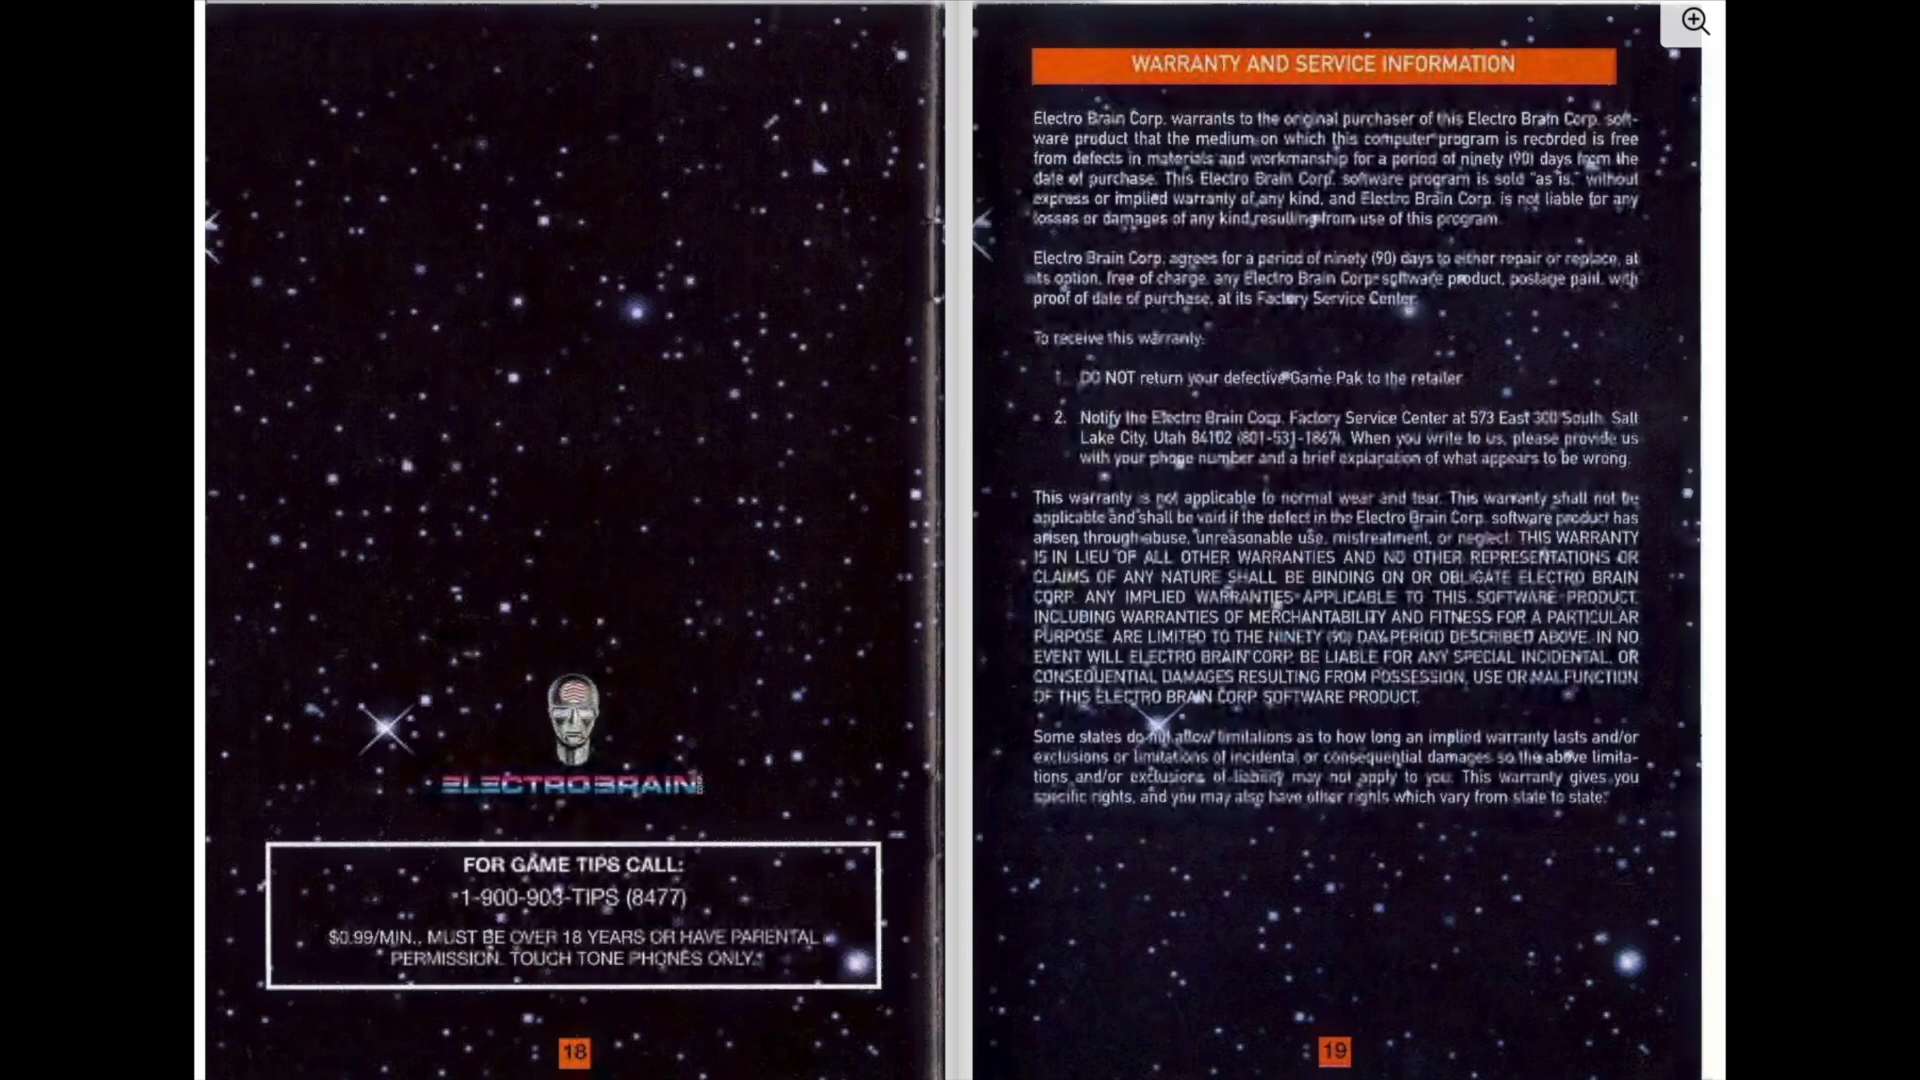 ELECTROBRAIN
FOR GAME TIPS CALL:
1-900-903-TIPS (8477)
$0.99/MIN., MUST BE OVER 18 YEARS OR HAVE PARENTAL
PERMISSION. TOUCH TONE PHONES ONLY.
18
WARRANTY AND SERVICE INFORMATION
Electro Brain Corp. warrants to the original purchaser of this Electro Brain Corp. soft-
ware product that the medium on which this computer program is recorded is free
from defects in materials and workmanship for a period of ninety (90) days from the
date of purchase. This Electro Brain Corp. software program is sold "as is," without
express or implied warranty of any kind, and Electro Brain Corp. is not liable for any
losses or damages of any kind resulting from use of this program.
Electro Brain Corp. agrees for a period of ninety (90) days to either repair or replace, at
its option, free of charge, any Electro Brain Corp. software product, postage paid, with
proof of date of purchase, at its Factory Service Center.
To receive this warranty:
1. DO NOT return your defective Game Pak to the retailer
2. Notify the Electro Brain Corp. Factory Service Center at 573 East 300 South, Salt
Lake City, Utah 84102 (801-531-1867). When you write to us, please provide us
with your phone number and a brief explanation of what appears to be wrong.
This warranty is not applicable to normal wear and tear. This warranty shall not be
applicable and shall be void if the defect in the Electro Brain Corp. software product has
arisen through abuse, unreasonable use, mistreatment, or neglect. THIS WARRANTY
IS IN LIEU OF ALL OTHER WARRANTIES AND NO OTHER REPRESENTATIONS OR
CLAIMS OF ANY NATURE SHALL BE BINDING ON OR OBLIGATE ELECTRO BRAIN
CORP. ANY IMPLIED WARRANTIES APPLICABLE TO THIS SOFTWARE PRODUCT,
INCLUDING WARRANTIES OF MERCHANTABILITY AND FITNESS FOR A PARTICULAR
PURPOSE, ARE LIMITED TO THE NINETY (90) DAY PERIOD DESCRIBED ABOVE. IN NO
EVENT WILL ELECTRO BRAIN CORP. BE LIABLE FOR ANY SPECIAL INCIDENTAL, OR
CONSEQUENTIAL DAMAGES RESULTING FROM POSSESSION, USE OR MALFUNCTION
OF THIS ELECTRO BRAIN CORP SOFTWARE PRODUCT.
Some states do not allow limitations as to how long an implied warranty lasts and/or
exclusions or limitations of incidental or consequential damages so the above limita-
tions and/or exclusions of liability may not apply to you. This warranty gives you
specific rights, and you may also have other rights which vary from state to state.
19